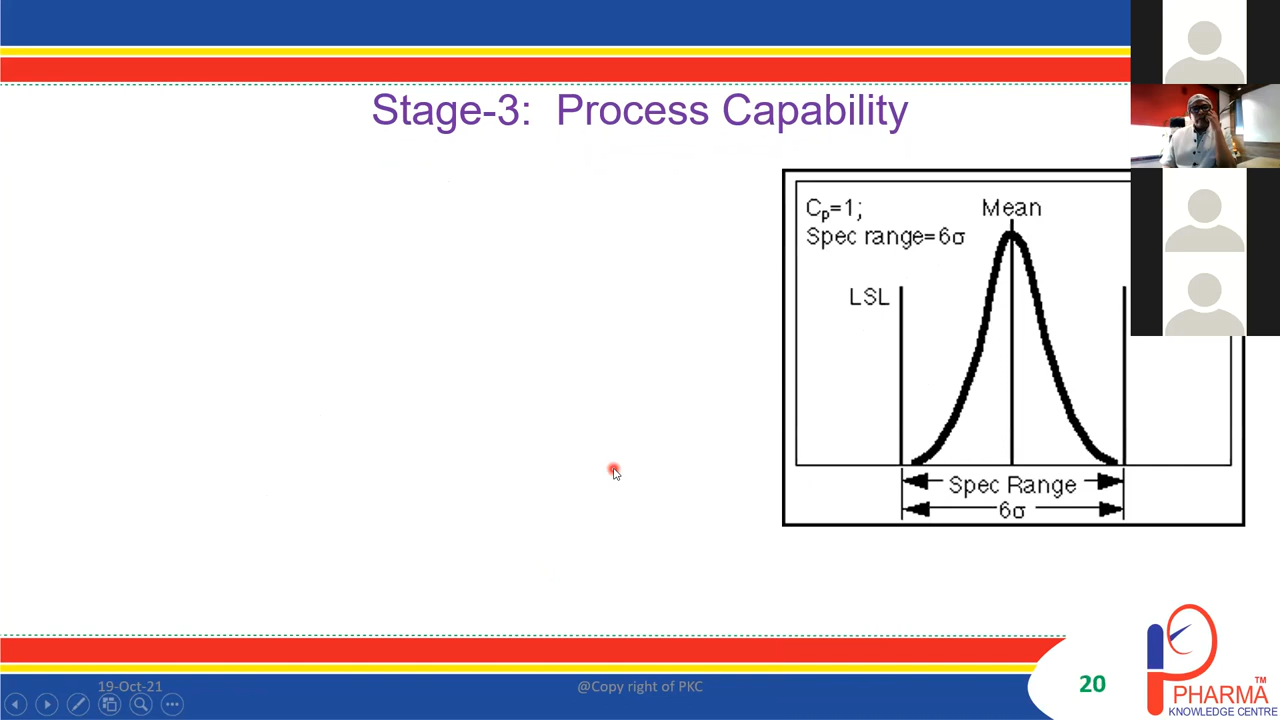 Stage-3: Process Capability
Cp=1;
Spec range=6σ
Mean
LSL
Spec Range
6σ
19-Oct-21
@Copy right of PKC
20
PHARMA™
KNOWLEDGE CENTRE